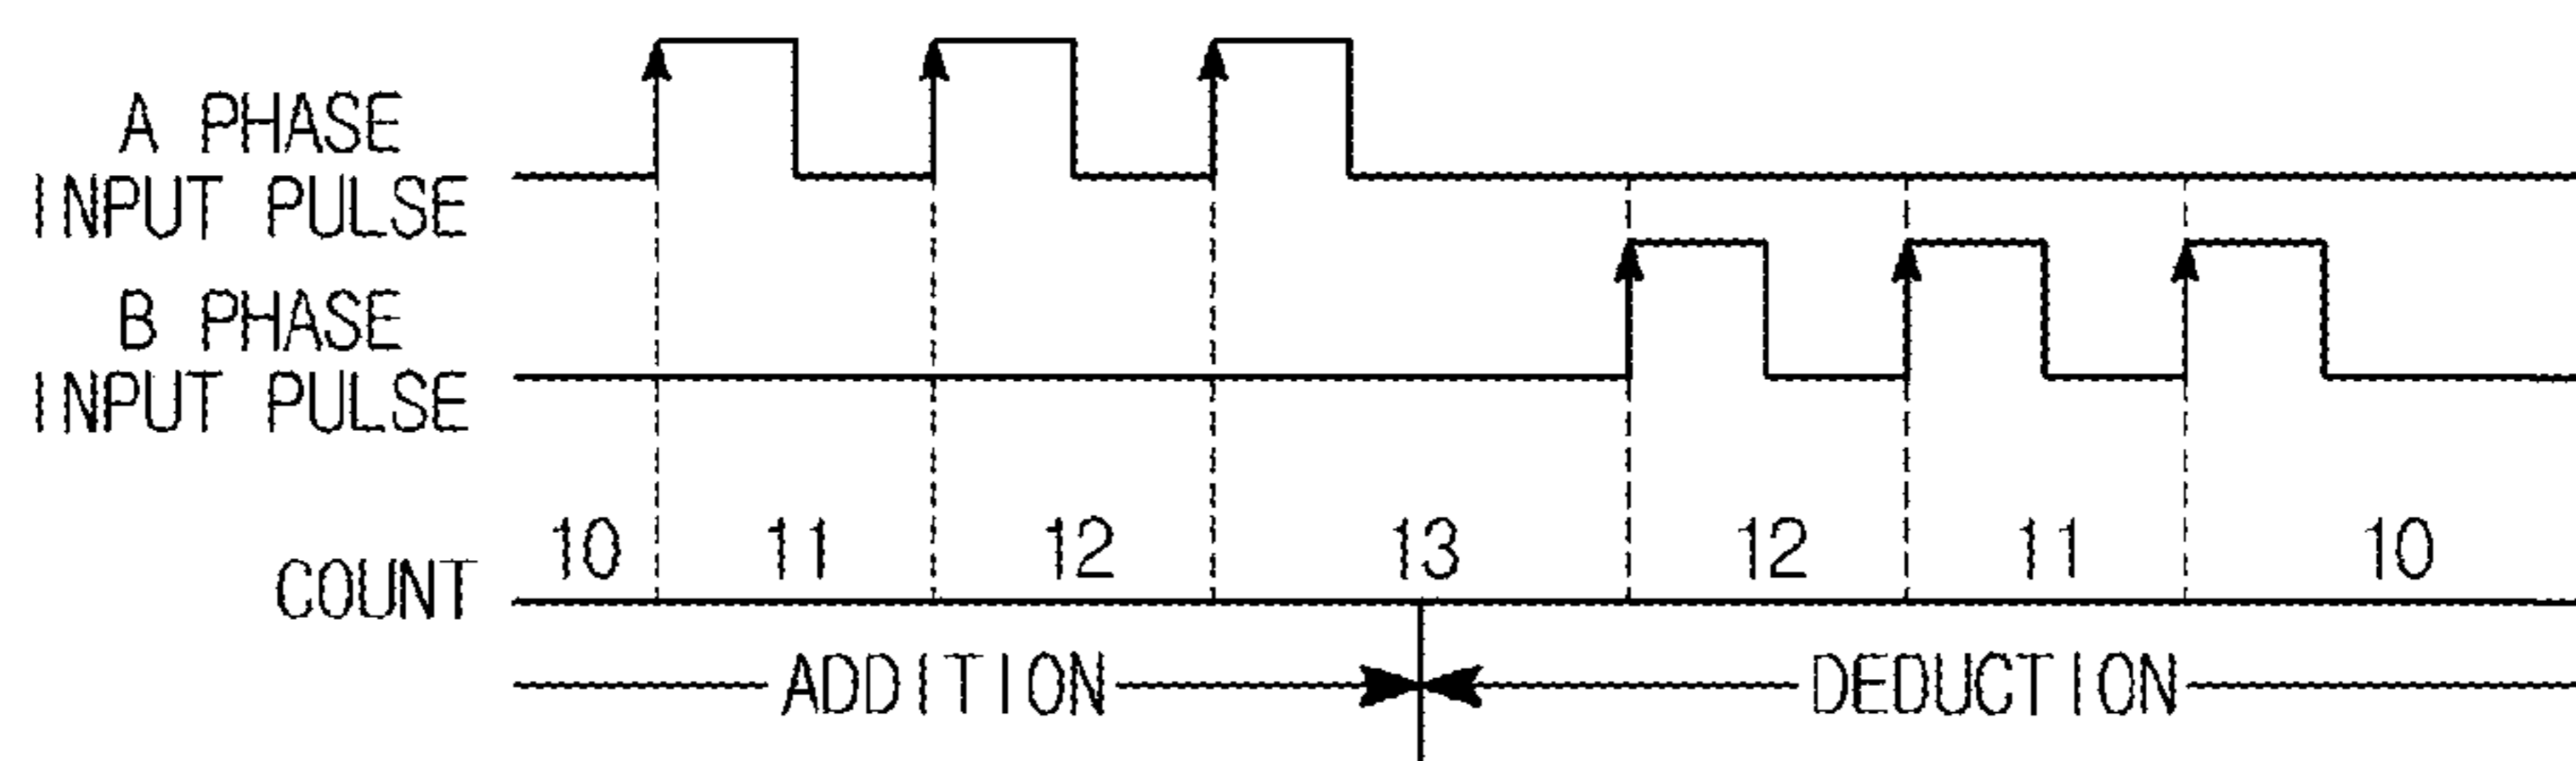 A PHASE
INPUT PULSE
B PHASE
INPUT PULSE
COUNT
10 11 12 13 12 11 10
ADDITION DEDUCTION